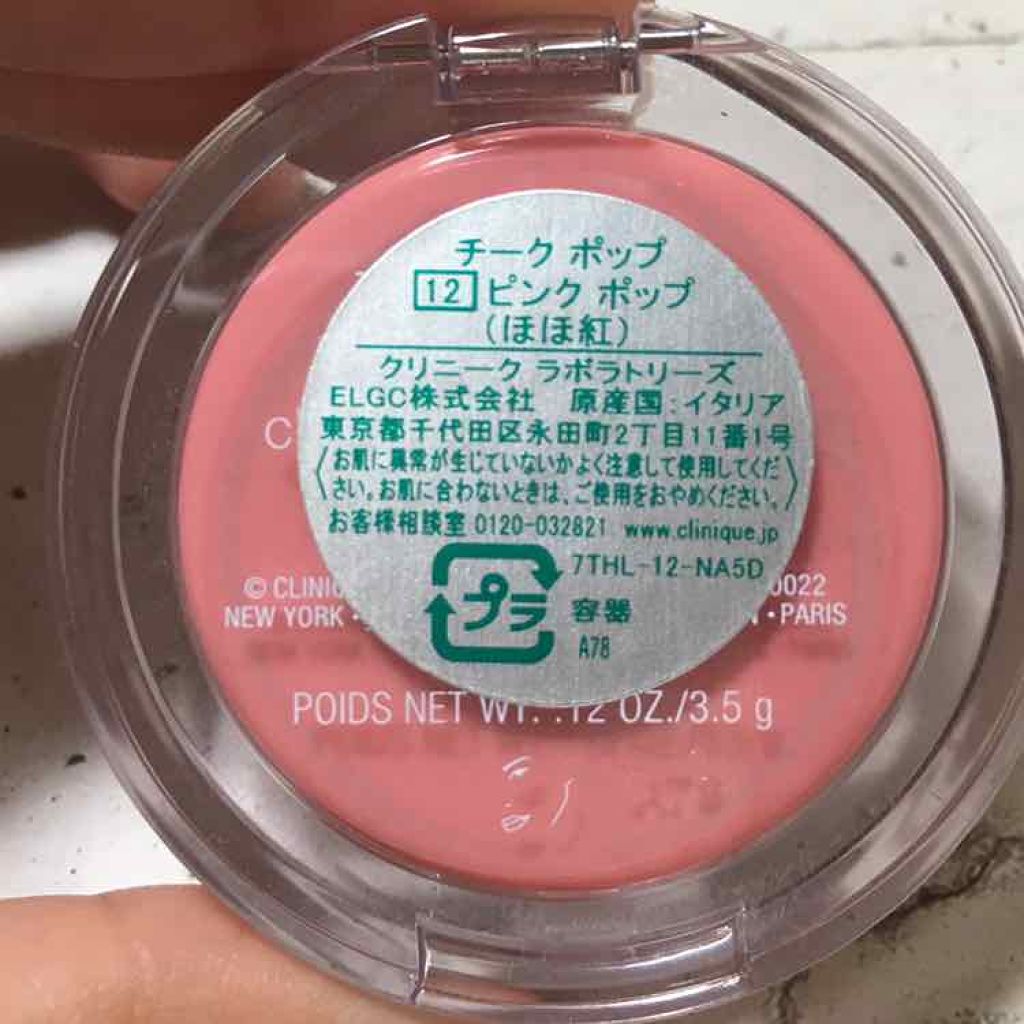 チーク ポップ
12 ピンク ポップ
(ほほ紅)
クリニーク ラボラトリーズ
ELGC株式会社 原産国:イタリア
東京都千代田区永田町2丁目11番1号
〈お肌に異常が生じていないかよく注意して使用してくだ
さい。お肌に合わないときは、ご使用をおやめください。〉
お客様相談室 0120-032821 www.clinique.jp
7THL-12-NA5D
プラ 容器
A78
C
© CLINI 0022
NEW YORK · N · PARIS
POIDS NET WT. .12 OZ./3.5 g